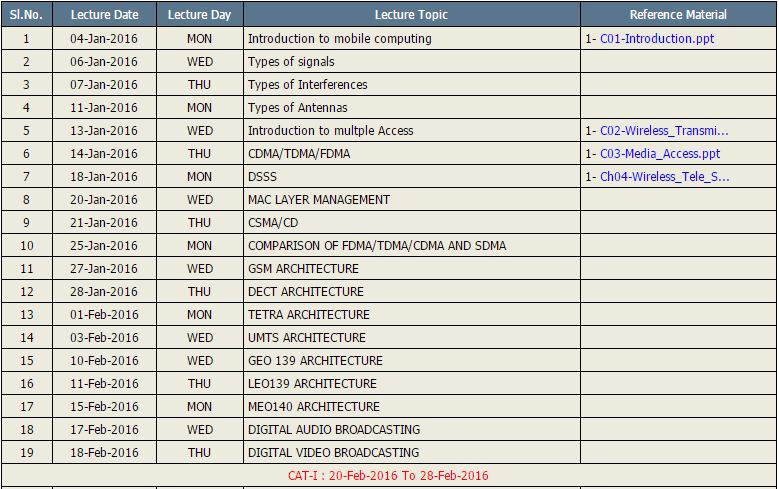 Sl.No. Lecture Date Lecture Day Lecture Topic Reference Material
1 04-Jan-2016 MON Introduction to mobile computing 1- C01-Introduction.ppt
2 06-Jan-2016 WED Types of signals
3 07-Jan-2016 THU Types of Interferences
4 11-Jan-2016 MON Types of Antennas
5 13-Jan-2016 WED Introduction to multple Access 1- C02-Wireless_Transmi...
6 14-Jan-2016 THU CDMA/TDMA/FDMA 1- C03-Media_Access.ppt
7 18-Jan-2016 MON DSSS 1- Ch04-Wireless_Tele_S...
8 20-Jan-2016 WED MAC LAYER MANAGEMENT
9 21-Jan-2016 THU CSMA/CD
10 25-Jan-2016 MON COMPARISON OF FDMA/TDMA/CDMA AND SDMA
11 27-Jan-2016 WED GSM ARCHITECTURE
12 28-Jan-2016 THU DECT ARCHITECTURE
13 01-Feb-2016 MON TETRA ARCHITECTURE
14 03-Feb-2016 WED UMTS ARCHITECTURE
15 10-Feb-2016 WED GEO 139 ARCHITECTURE
16 11-Feb-2016 THU LEO139 ARCHITECTURE
17 15-Feb-2016 MON MEO140 ARCHITECTURE
18 17-Feb-2016 WED DIGITAL AUDIO BROADCASTING
19 18-Feb-2016 THU DIGITAL VIDEO BROADCASTING
CAT-I : 20-Feb-2016 To 28-Feb-2016